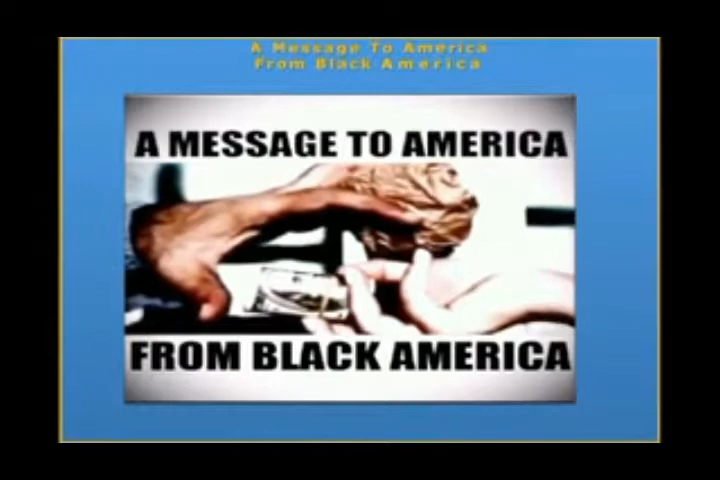 A Message To America
From Black America
A MESSAGE TO AMERICA
FROM BLACK AMERICA